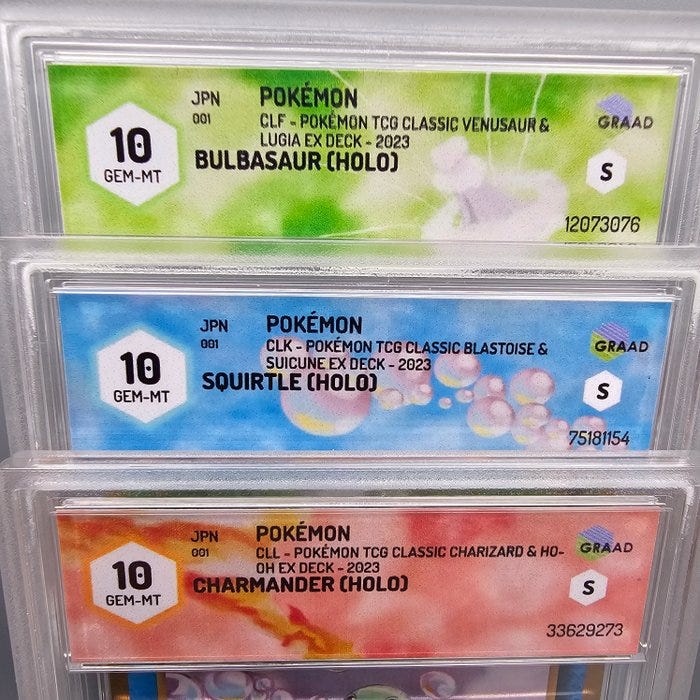 10
GEM-MT
JPN
001
POKÉMON
CLF - POKÉMON TCG CLASSIC VENUSAUR &
LUGIA EX DECK - 2023
BULBASAUR (HOLO)
GRAAD
S
12073076
10
GEM-MT
JPN
001
POKÉMON
CLK - POKÉMON TCG CLASSIC BLASTOISE &
SUICUNE EX DECK - 2023
SQUIRTLE (HOLO)
GRAAD
S
75181154
10
GEM-MT
JPN
001
POKÉMON
CLL - POKÉMON TCG CLASSIC CHARIZARD & HO-
OH EX DECK - 2023
CHARMANDER (HOLO)
GRAAD
S
33629273